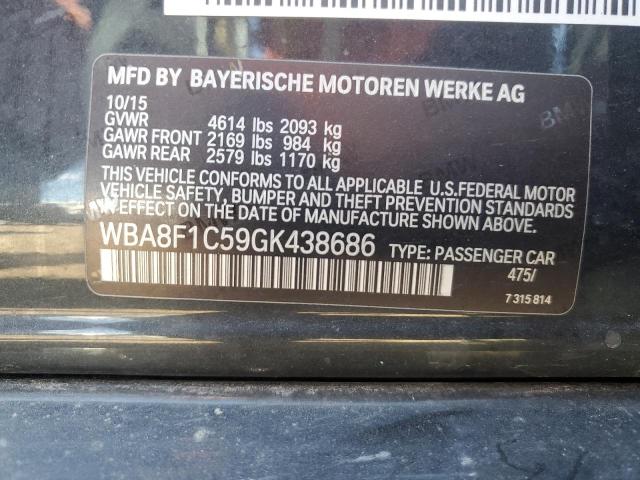 MFD BY BAYERISCHE MOTOREN WERKE AG
10/15
GVWR 4614 lbs 2093 kg
GAWR FRONT 2169 lbs 984 kg
GAWR REAR 2579 lbs 1170 kg
THIS VEHICLE CONFORMS TO ALL APPLICABLE U.S.FEDERAL MOTOR
VEHICLE SAFETY, BUMPER, AND THEFT PREVENTION STANDARDS
IN EFFECT ON THE DATE OF MANUFACTURE SHOWN ABOVE.
WBA8F1C59GK438686 TYPE: PASSENGER CAR
475/
7 315 814